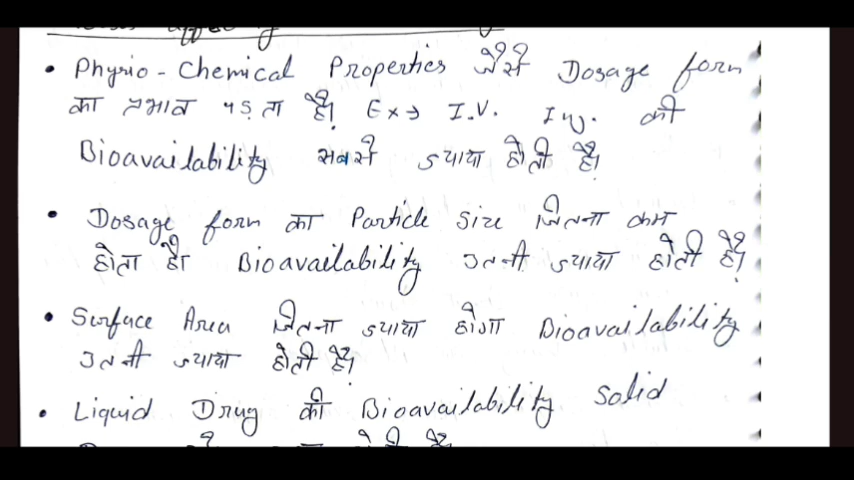 • Physio-Chemical Properties जैसे Dosage form
का प्रभाव पड़ता है। Ex → I.V. Inj. की
Bioavailability सबसे ज्यादा होती है।
• Dosage form का Particle size जितना कम
होता है Bioavailability उतनी ज्यादा होती है।
• Surface Area जितना ज्यादा होगा Bioavailability
उतनी ज्यादा होती है।
• Liquid Drug की Bioavailability Solid